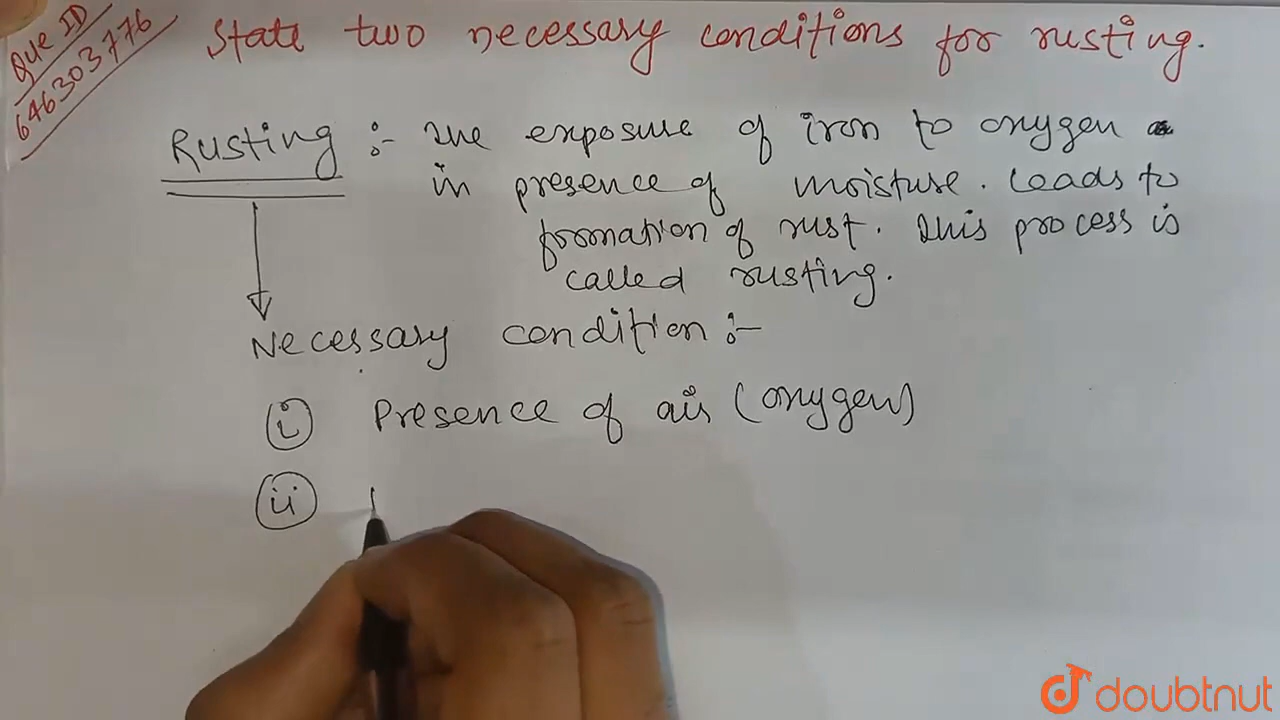 Que ID
646303776
State two necessary conditions for rusting.
Rusting :- The exposure of iron to oxygen
in presence of moisture. Leads to
formation of rust. This process is
called rusting.
Necessary condition :-
(i) Presence of air (oxygen)
(ii)
doubtnut